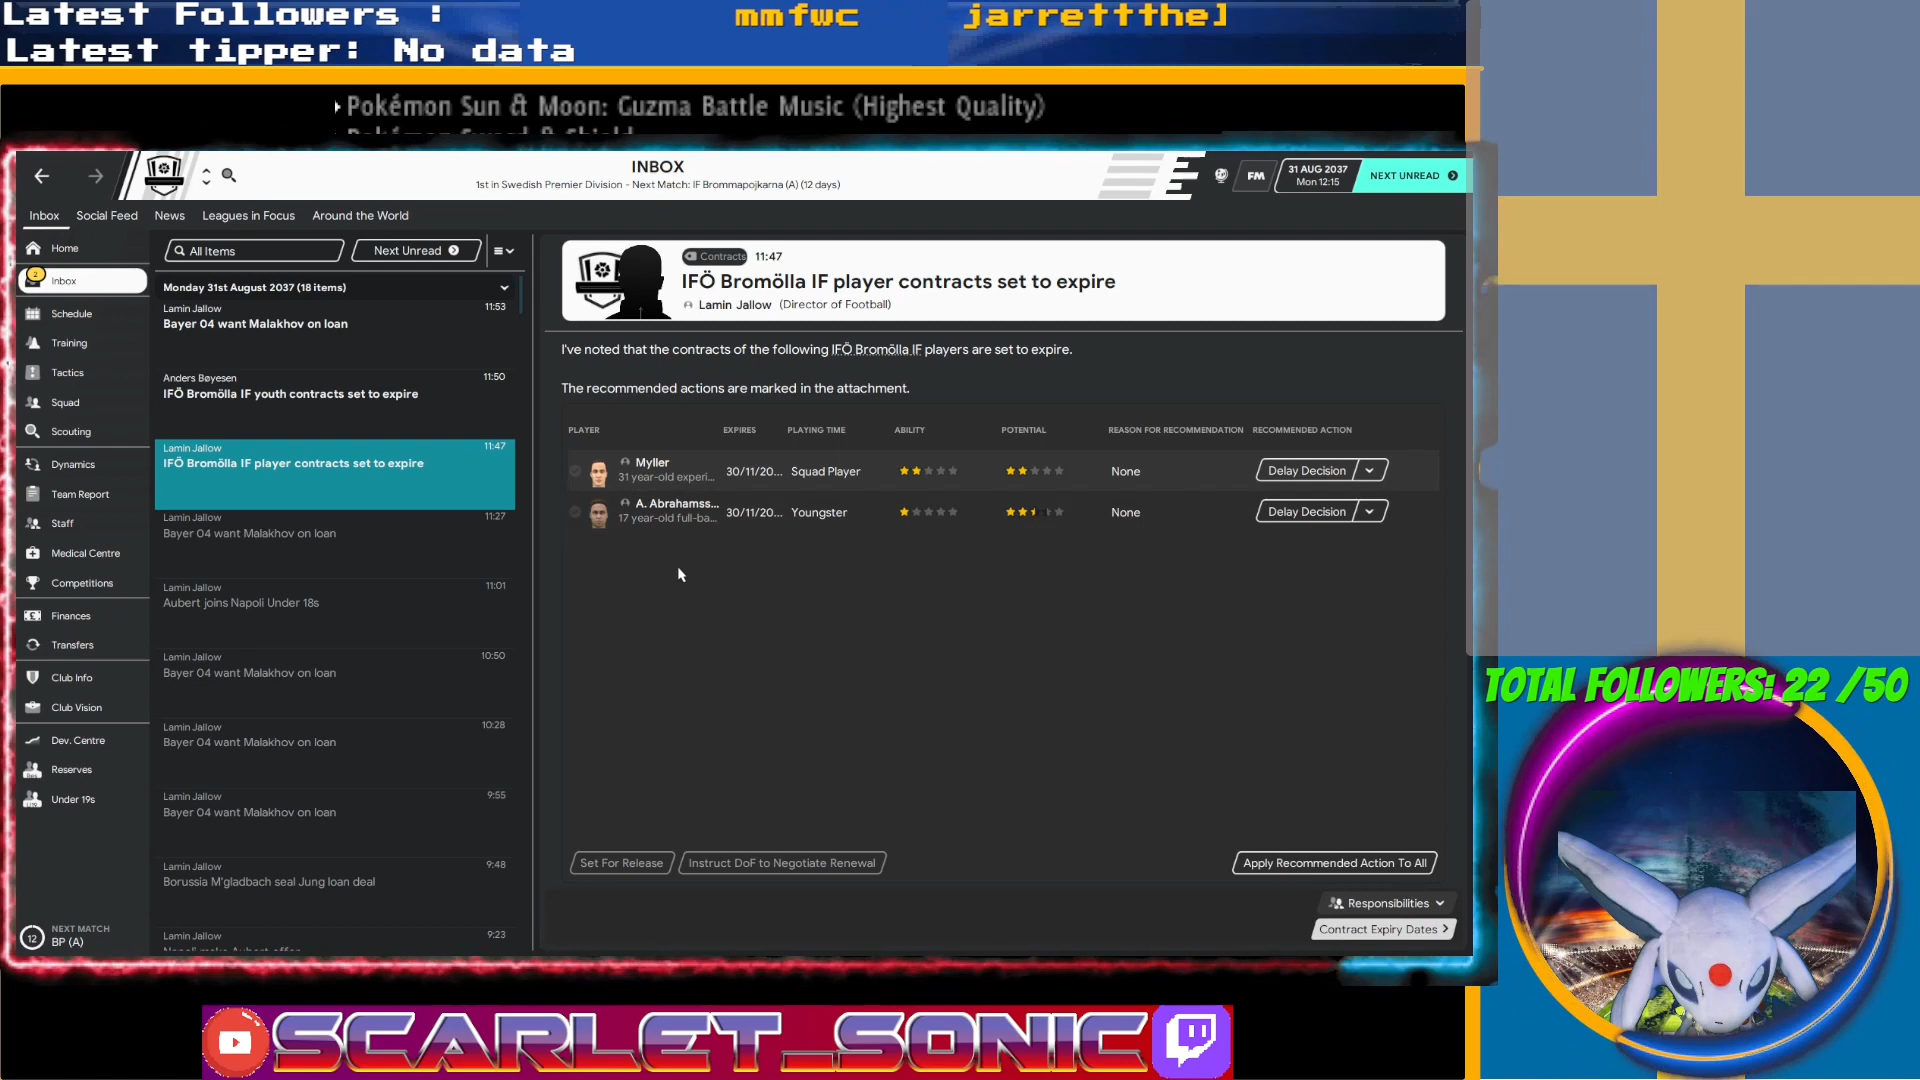 Latest Followers :
mmfwc
jarrettthe1
Latest tipper: No data
Pokémon Sun & Moon: Guzma Battle Music (Highest Quality)
INBOX
1st in Swedish Premier Division - Next Match: IF Brommapojkarna (A) (12 days)
FM
31 AUG 2037
Mon 12:15
NEXT UNREAD
Inbox
Social Feed
News
Leagues in Focus
Around the World
Home
2
Inbox
Schedule
Training
Tactics
Squad
Scouting
Dynamics
Team Report
Staff
Medical Centre
Competitions
Finances
Transfers
Club Info
Club Vision
Dev. Centre
Reserves
Under 19s
12
NEXT MATCH
BP (A)
All Items
Next Unread
Monday 31st August 2037 (18 items)
Lamin Jallow 11:53
Bayer 04 want Malakhov on loan
Anders Bøyesen 11:50
IFÖ Bromölla IF youth contracts set to expire
Lamin Jallow 11:47
IFÖ Bromölla IF player contracts set to expire
Lamin Jallow 11:27
Bayer 04 want Malakhov on loan
Lamin Jallow 11:01
Aubert joins Napoli Under 18s
Lamin Jallow 10:50
Bayer 04 want Malakhov on loan
Lamin Jallow 10:28
Bayer 04 want Malakhov on loan
Lamin Jallow 9:55
Bayer 04 want Malakhov on loan
Lamin Jallow 9:48
Borussia M'gladbach seal Jung loan deal
Lamin Jallow 9:23
Contracts 11:47
IFÖ Bromölla IF player contracts set to expire
Lamin Jallow (Director of Football)
I've noted that the contracts of the following IFÖ Bromölla IF players are set to expire.
The recommended actions are marked in the attachment.
PLAYER EXPIRES PLAYING TIME ABILITY POTENTIAL REASON FOR RECOMMENDATION RECOMMENDED ACTION
Myller
31 year-old experi... 30/11/20... Squad Player None Delay Decision
A. Abrahamss...
17 year-old full-ba... 30/11/20... Youngster None Delay Decision
Set For Release
Instruct DoF to Negotiate Renewal
Apply Recommended Action To All
Responsibilities
Contract Expiry Dates
TOTAL FOLLOWERS: 22 /50
SCARLET_SONIC